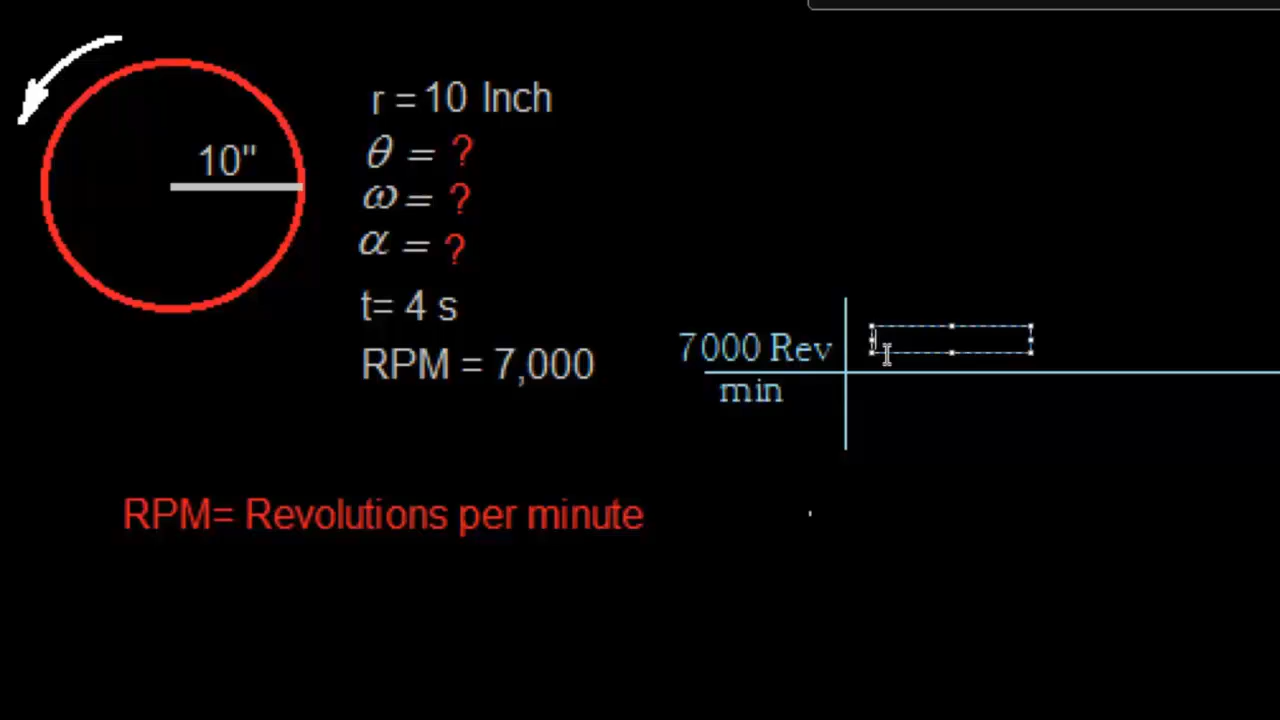 10"
r = 10 Inch
θ = ?
ω = ?
α = ?
t= 4 s
RPM = 7,000
7000 Rev
min
RPM= Revolutions per minute